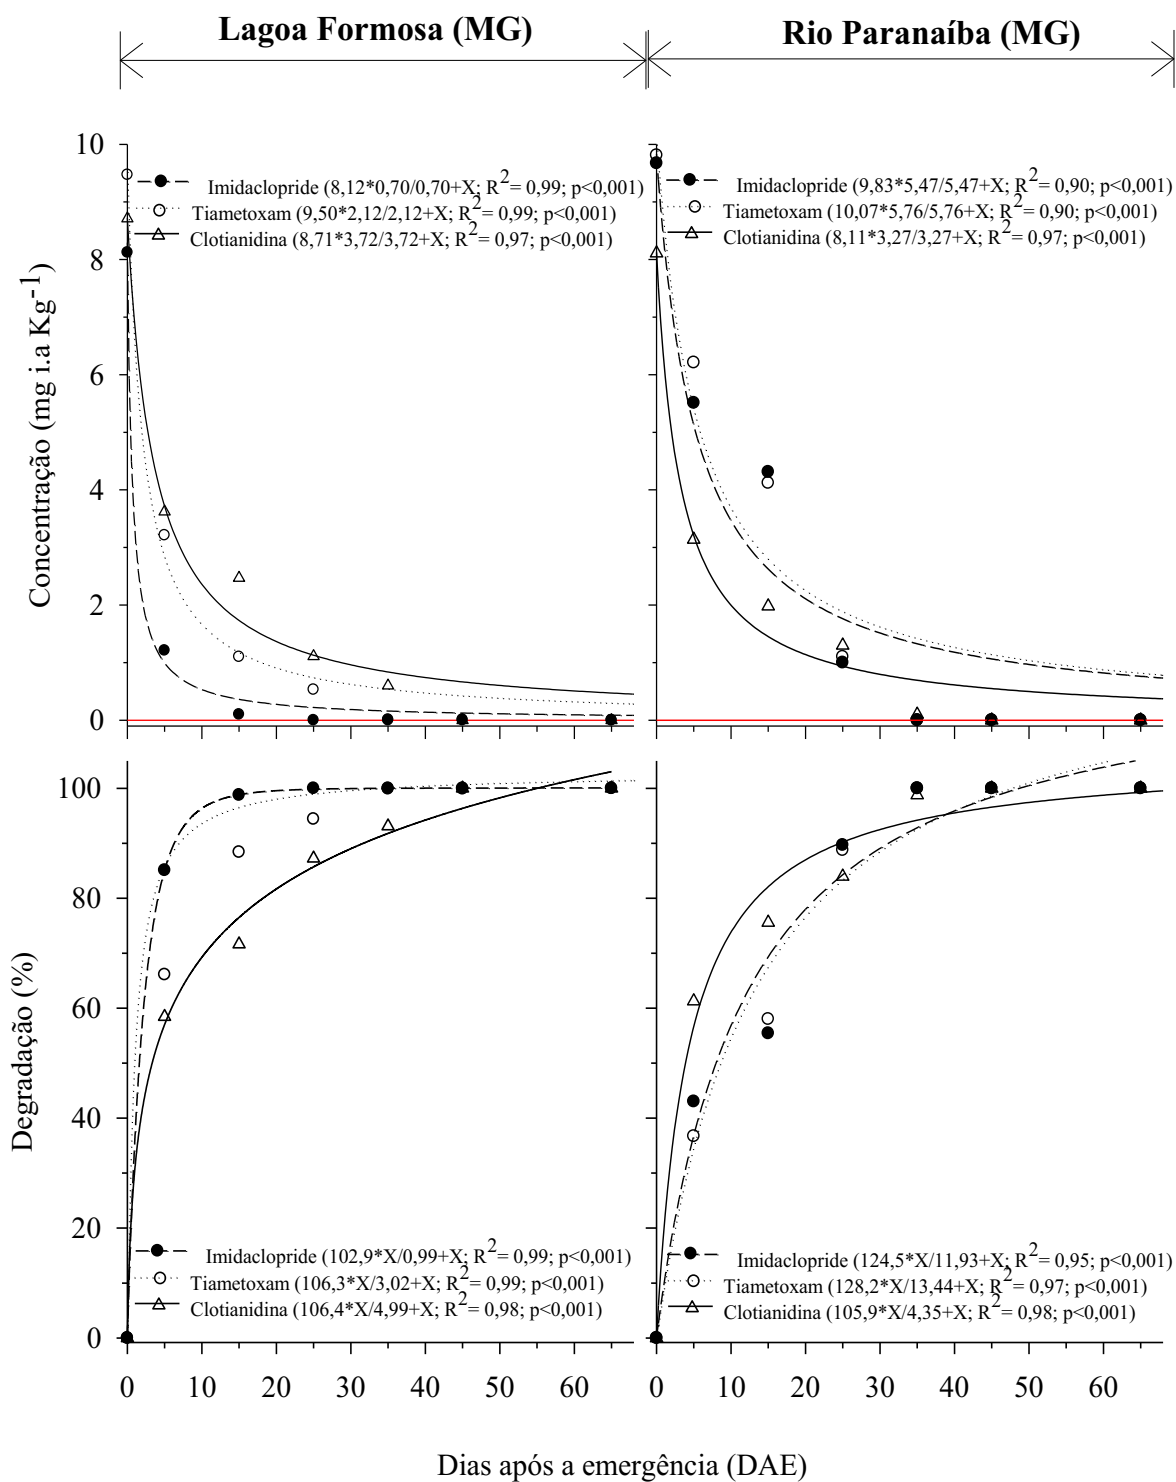 Lagoa Formosa (MG)
Rio Paranaíba (MG)
Concentração (mg i.a Kg-1)
10
8
6
4
2
0
Imidaclopride (8,12*0,70/0,70+X; R2= 0,99; p<0,001)
Tiametoxam (9,50*2,12/2,12+X; R2= 0,99; p<0,001)
Clotianidina (8,71*3,72/3,72+X; R2= 0,97; p<0,001)
Imidaclopride (9,83*5,47/5,47+X; R2= 0,90; p<0,001)
Tiametoxam (10,07*5,76/5,76+X; R2= 0,90; p<0,001)
Clotianidina (8,11*3,27/3,27+X; R2= 0,97; p<0,001)
Degradação (%)
100
80
60
40
20
0
Imidaclopride (102,9*X/0,99+X; R2= 0,99; p<0,001)
Tiametoxam (106,3*X/3,02+X; R2= 0,99; p<0,001)
Clotianidina (106,4*X/4,99+X; R2= 0,98; p<0,001)
Imidaclopride (124,5*X/11,93+X; R2= 0,95; p<0,001)
Tiametoxam (128,2*X/13,44+X; R2= 0,97; p<0,001)
Clotianidina (105,9*X/4,35+X; R2= 0,98; p<0,001)
0 10 20 30 40 50 60
0 10 20 30 40 50 60
Dias após a emergência (DAE)